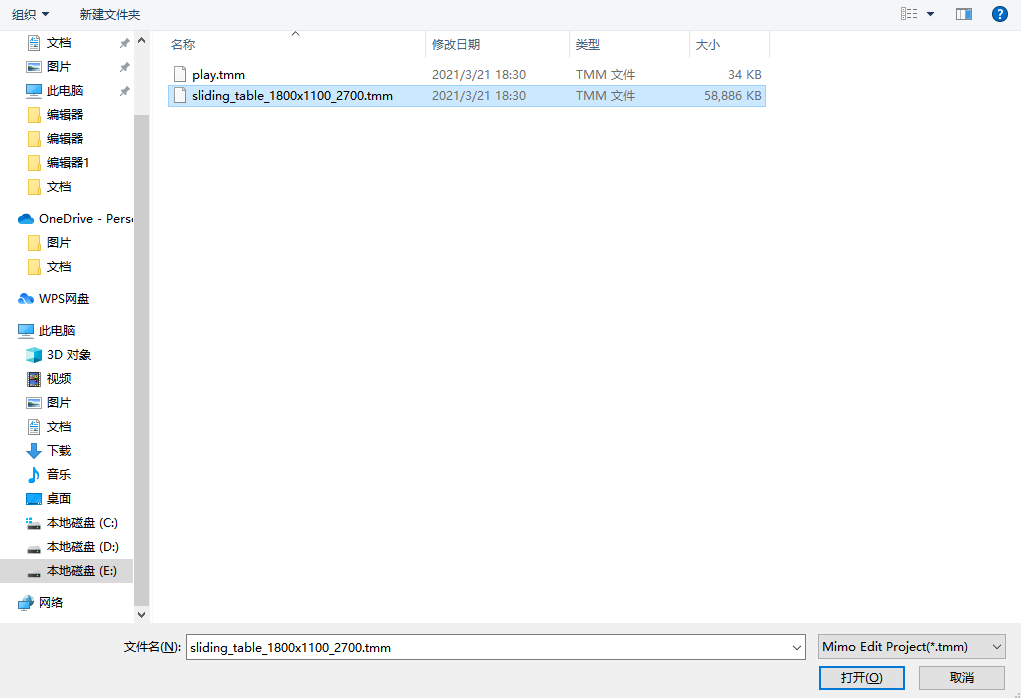 组织 新建文件夹 ?
文档
图片
此电脑
编辑器
编辑器
编辑器1
文档
OneDrive - Pers
图片
文档
WPS网盘
此电脑
3D 对象
视频
图片
文档
下载
音乐
桌面
本地磁盘 (C:)
本地磁盘 (D:)
本地磁盘 (E:)
网络
名称 修改日期 类型 大小
play.tmm 2021/3/21 18:30 TMM 文件 34 KB
sliding_table_1800x1100_2700.tmm 2021/3/21 18:30 TMM 文件 58,886 KB
文件名(N): sliding_table_1800x1100_2700.tmm Mimo Edit Project(*.tmm)
打开(O) 取消